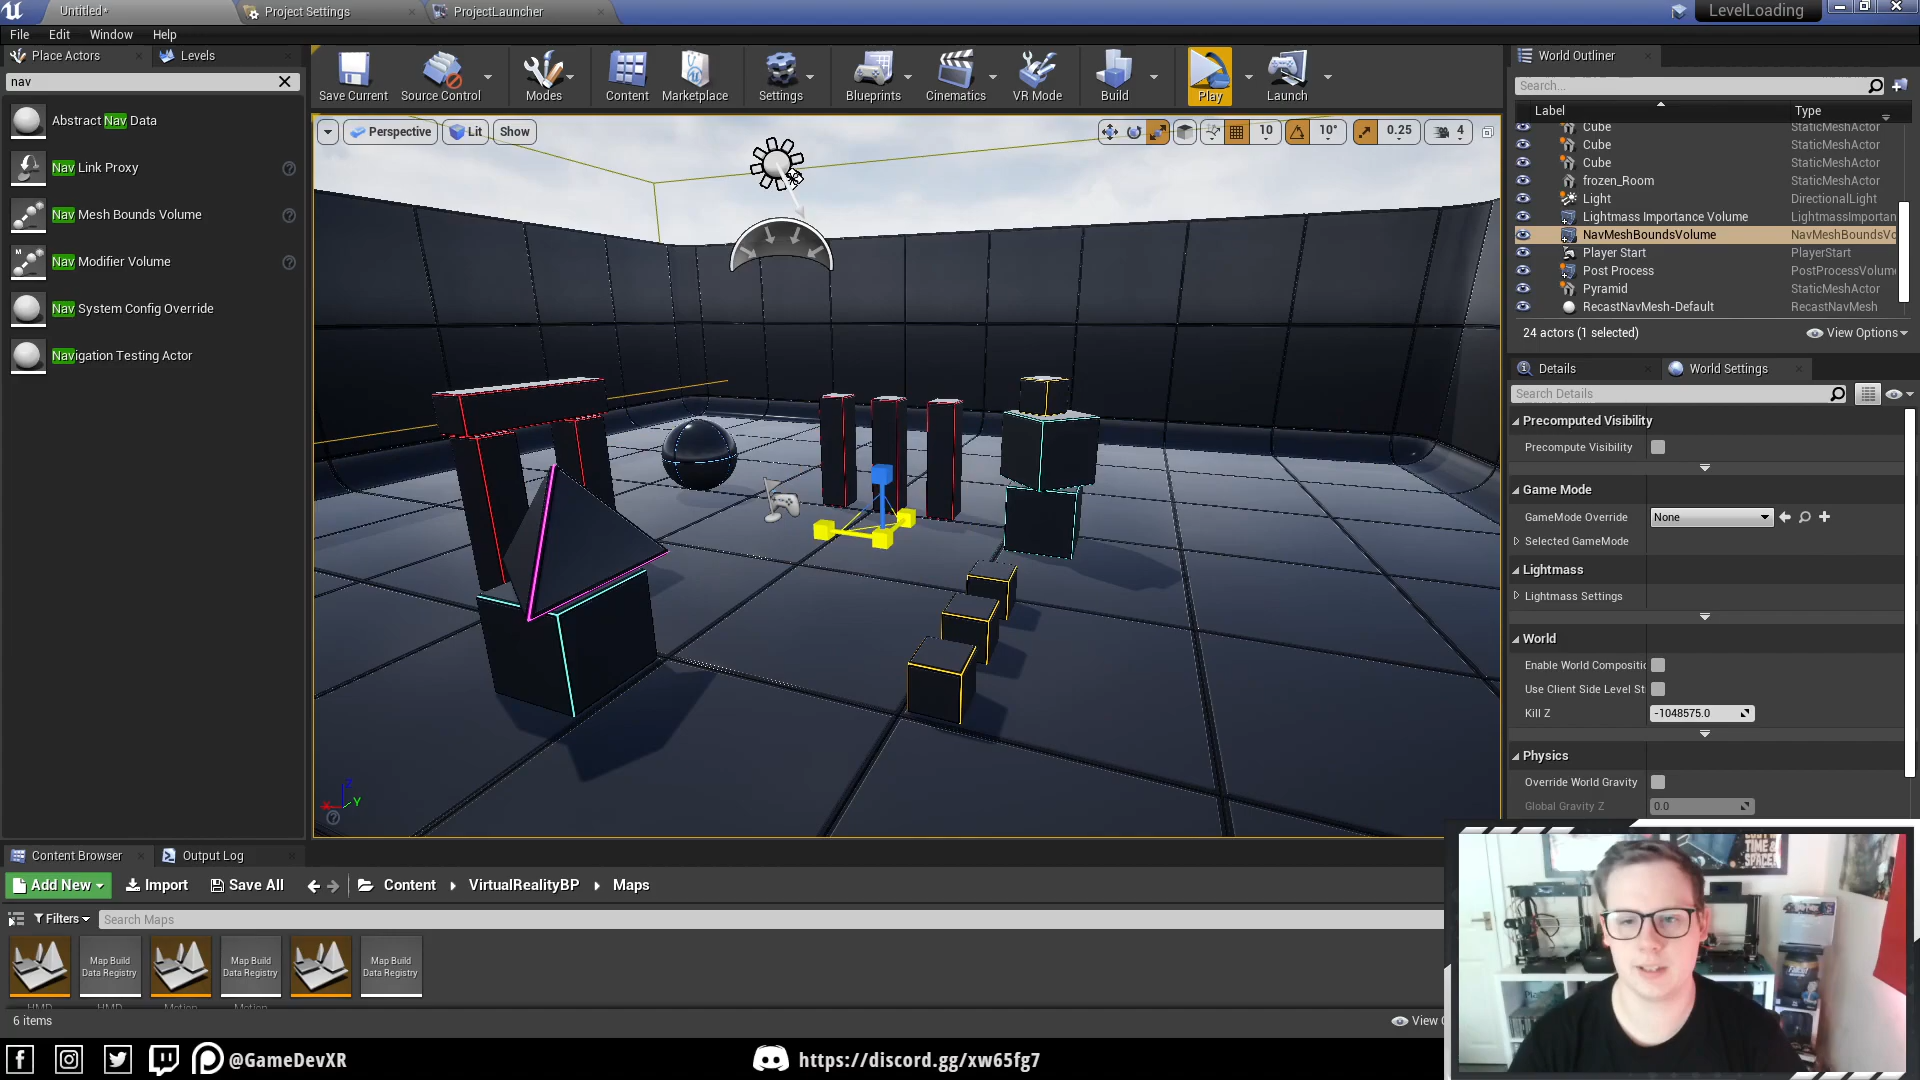 Untitled*
Project Settings
ProjectLauncher
LevelLoading
File
Edit
Window
Help
Place Actors
Levels
nav
Abstract Nav Data
Nav Link Proxy
Nav Mesh Bounds Volume
Nav Modifier Volume
Nav System Config Override
Navigation Testing Actor
Save Current
Source Control
Modes
Content
Marketplace
Settings
Blueprints
Cinematics
VR Mode
Build
Play
Launch
Perspective
Lit
Show
10
10°
0.25
4
World Outliner
Search...
Label
Type
Cube StaticMeshActor
Cube StaticMeshActor
Cube StaticMeshActor
frozen_Room StaticMeshActor
Light DirectionalLight
Lightmass Importance Volume LightmassImportan
NavMeshBoundsVolume NavMeshBoundsVo
Player Start PlayerStart
Post Process PostProcessVolume
Pyramid StaticMeshActor
RecastNavMesh-Default RecastNavMesh
24 actors (1 selected)
View Options
Details
World Settings
Search Details
Precomputed Visibility
Precompute Visibility
Game Mode
GameMode Override
None
Selected GameMode
Lightmass
Lightmass Settings
World
Enable World Compositic
Use Client Side Level St
Kill Z
-1048575.0
Physics
Override World Gravity
Global Gravity Z
0.0
Content Browser
Output Log
Add New
Import
Save All
Content
VirtualRealityBP
Maps
Filters
Search Maps
Map Build
Data Registry
Map Build
Data Registry
Map Build
Data Registry
6 items
View
@GameDevXR
https://discord.gg/xw65fg7
TIME
& SPACE